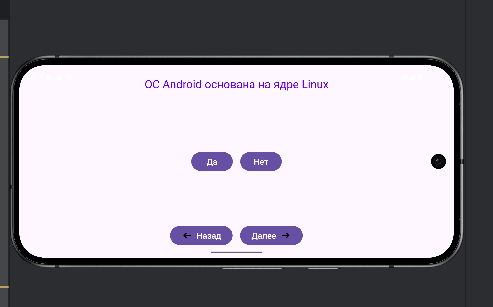 ОС Android основана на ядре Linux
Да Нет
← Назад Далее →